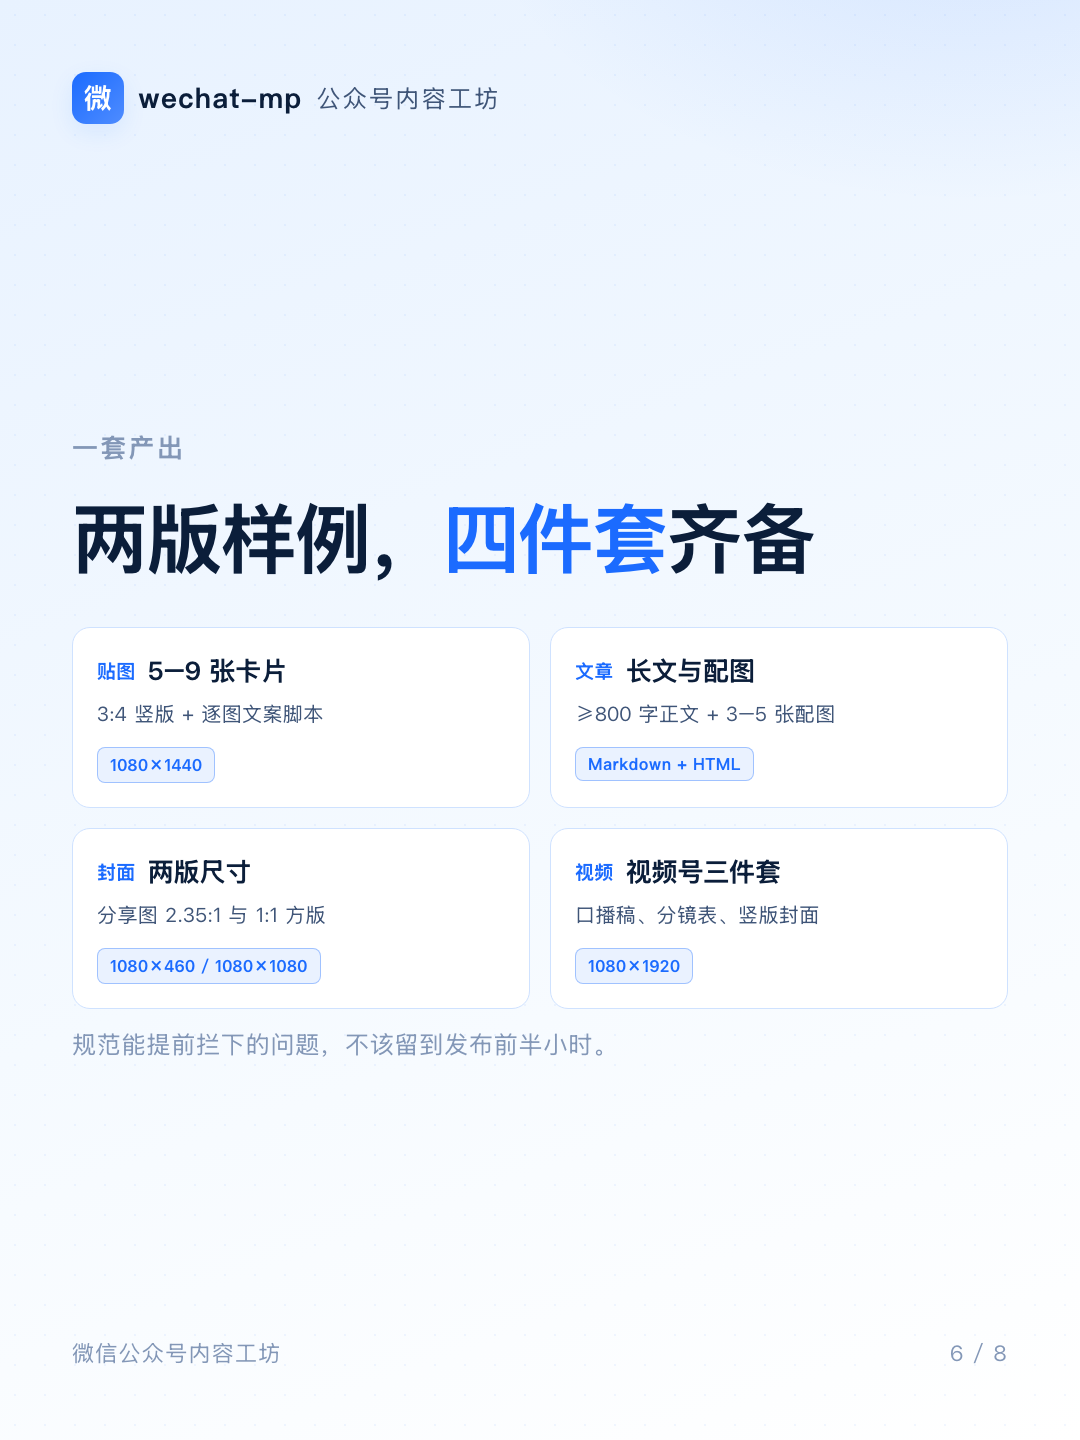 微 wechat-mp 公众号内容工坊
一套产出
两版样例，四件套齐备
贴图 5—9 张卡片
3:4 竖版 + 逐图文案脚本
1080×1440
文章 长文与配图
≥800 字正文 + 3—5 张配图
Markdown + HTML
封面 两版尺寸
分享图 2.35:1 与 1:1 方版
1080×460 / 1080×1080
视频 视频号三件套
口播稿、分镜表、竖版封面
1080×1920
规范能提前拦下的问题，不该留到发布前半小时。
微信公众号内容工坊
6 / 8